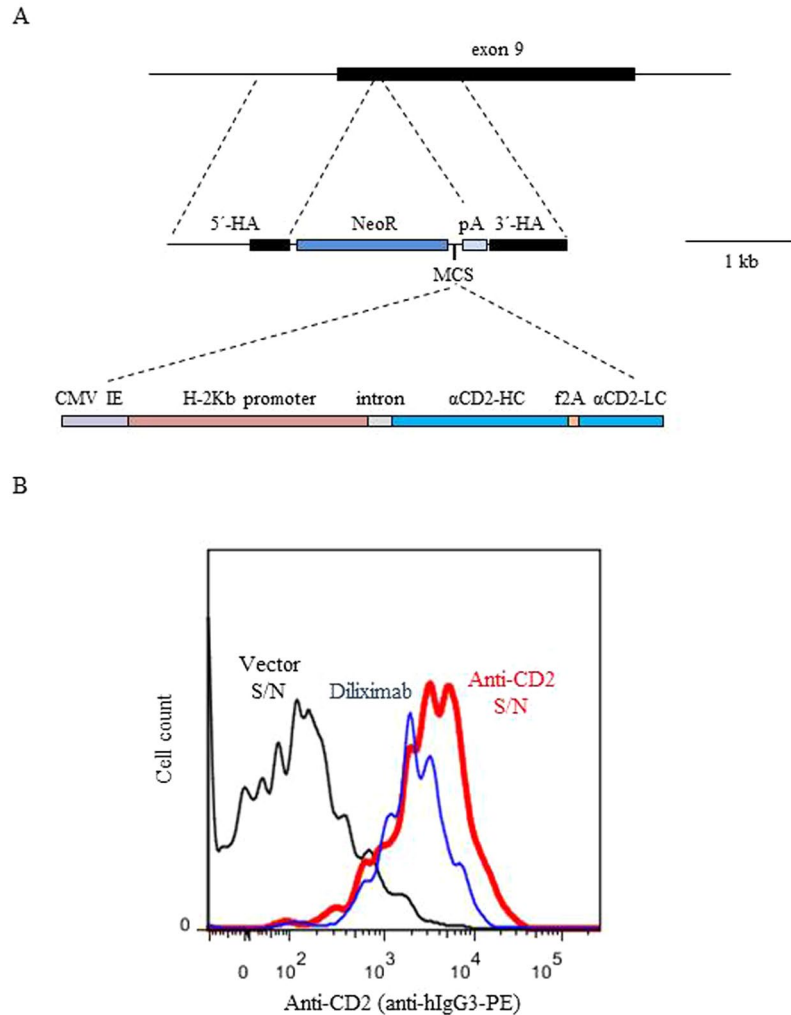 A
exon 9
5´-HA NeoR pA 3´-HA
MCS
1 kb
CMV IE H-2Kb promoter intron αCD2-HC f2A αCD2-LC
B
Vector
S/N
Diliximab
Anti-CD2
S/N
Cell count
0
0 10² 10³ 10⁴ 10⁵
Anti-CD2 (anti-hIgG3-PE)